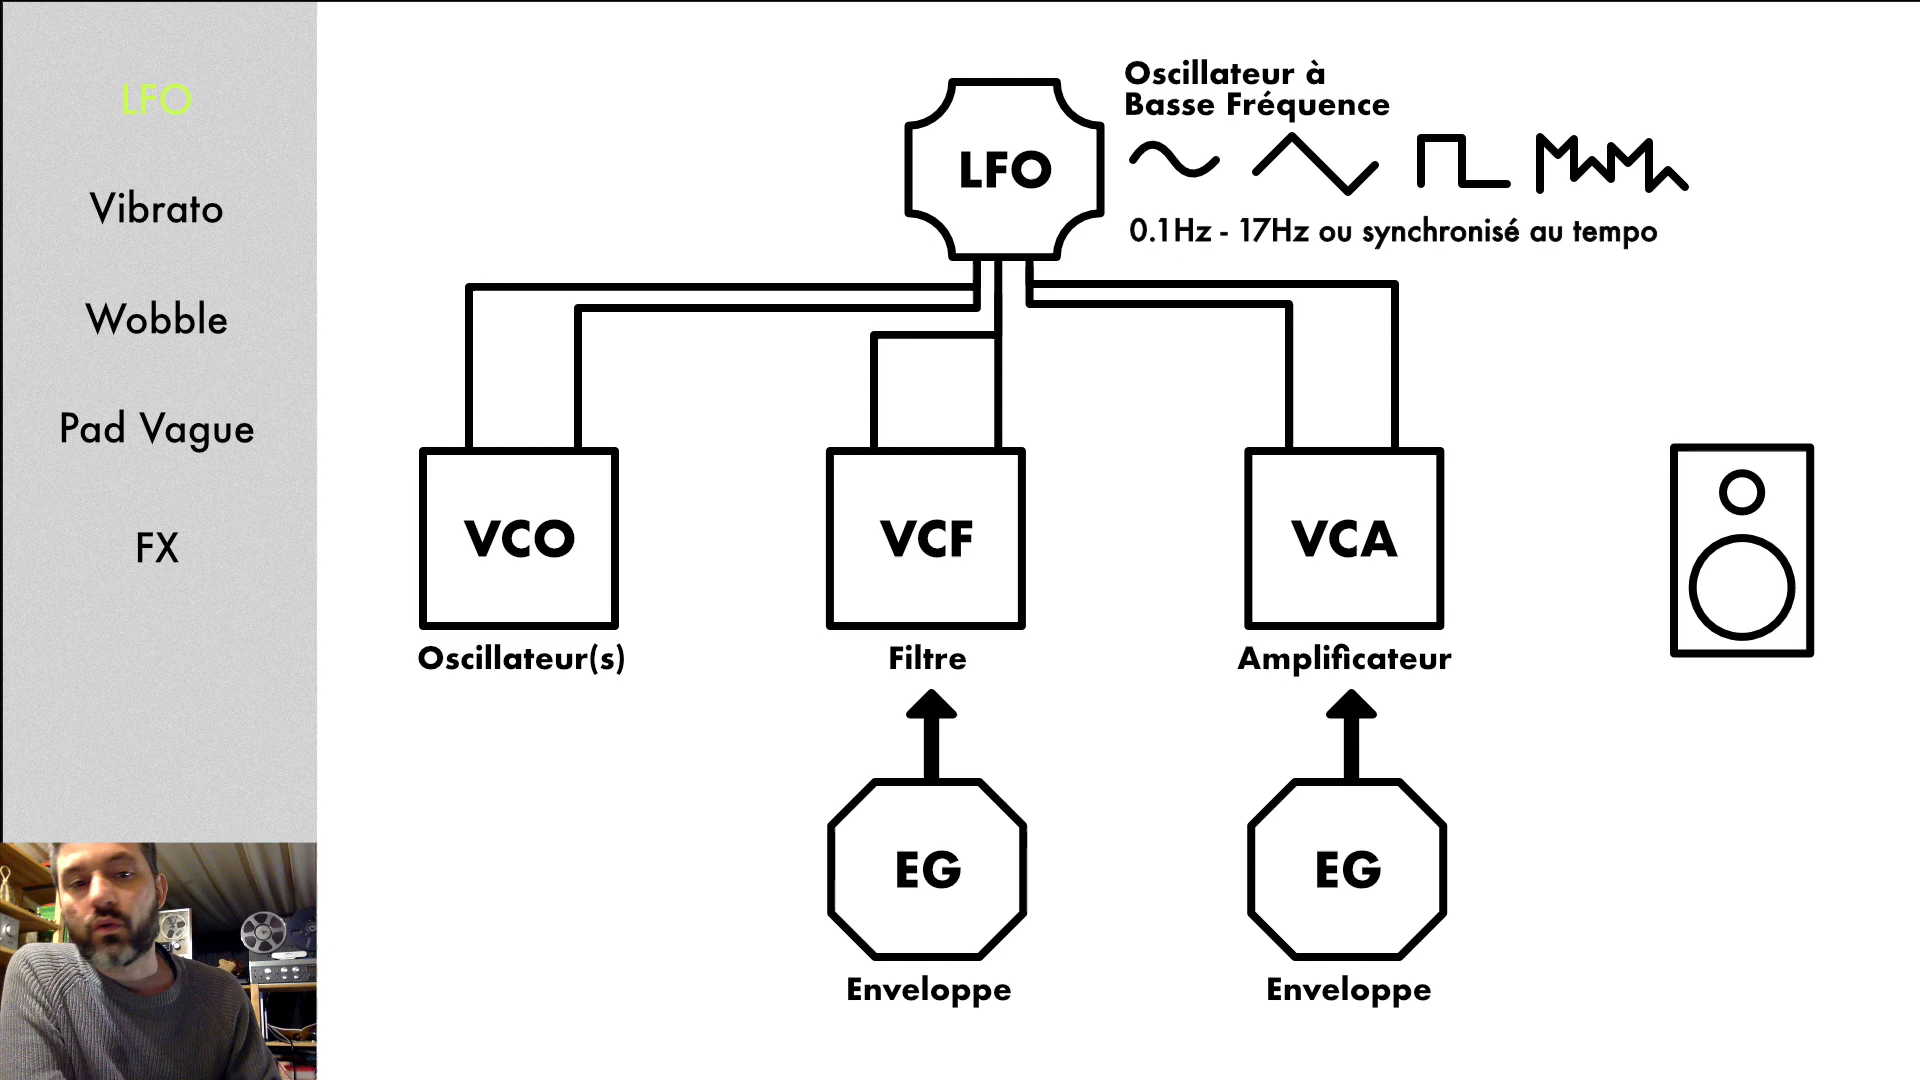 LFO
Vibrato
Wobble
Pad Vague
FX
Oscillateur à
Basse Fréquence
LFO
0.1Hz - 17Hz ou synchronisé au tempo
VCO
VCF
VCA
Oscillateur(s)
Filtre
Amplificateur
EG
EG
Enveloppe
Enveloppe